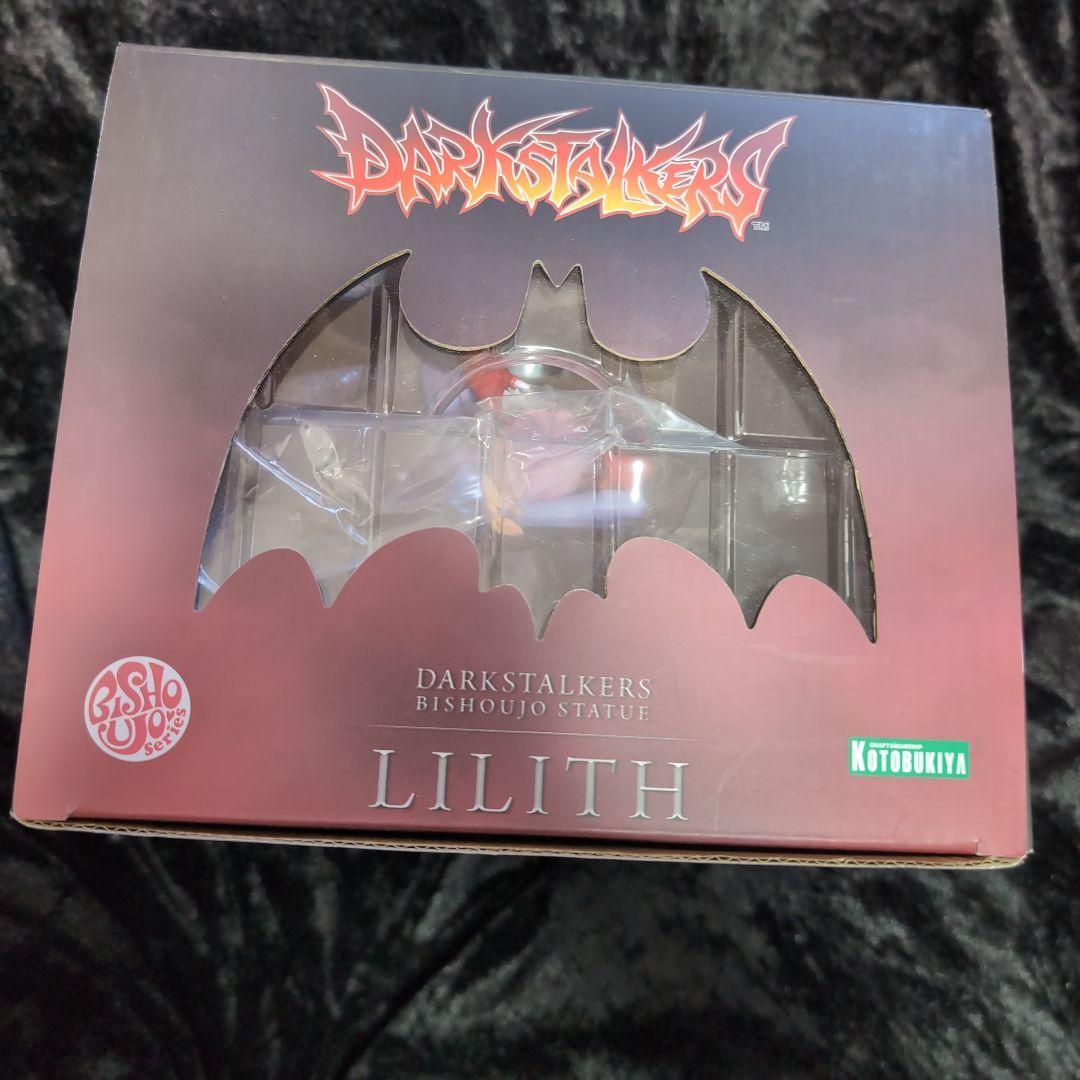 DARKSTALKERS
TM
DARKSTALKERS
BISHOUJO STATUE
LILITH
BISHOUJO
series
CRAFTSMANSHIP
KOTOBUKIYA